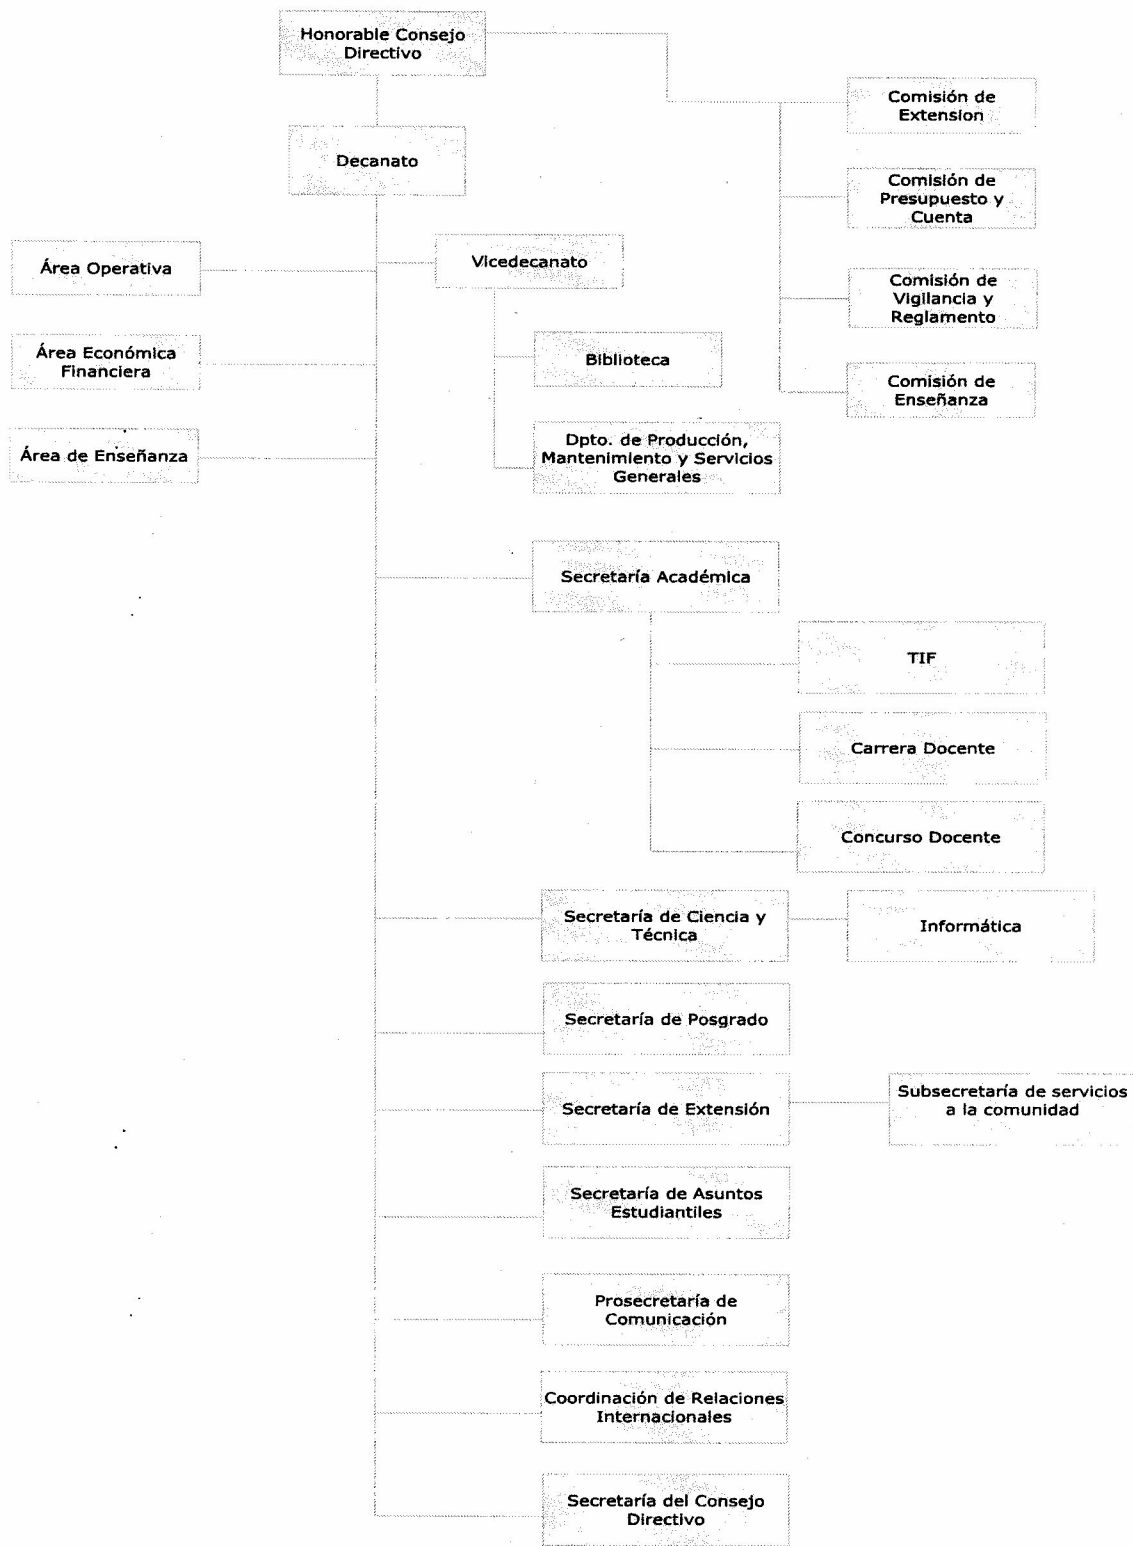 Honorable Consejo
Directivo
Comisión de
Extension
Decanato
Comisión de
Presupuesto y
Cuenta
Vicedecanato
Área Operativa
Comisión de
Vigilancia y
Reglamento
Área Económica
Financiera
Biblioteca
Comisión de
Enseñanza
Área de Enseñanza
Dpto. de Producción,
Mantenimiento y Servicios
Generales
Secretaría Académica
TIF
Carrera Docente
Concurso Docente
Secretaría de Ciencia y
Técnica
Informática
Secretaría de Posgrado
Secretaría de Extensión
Subsecretaría de servicios
a la comunidad
Secretaría de Asuntos
Estudiantiles
Prosecretaría de
Comunicación
Coordinación de Relaciones
Internacionales
Secretaría del Consejo
Directivo